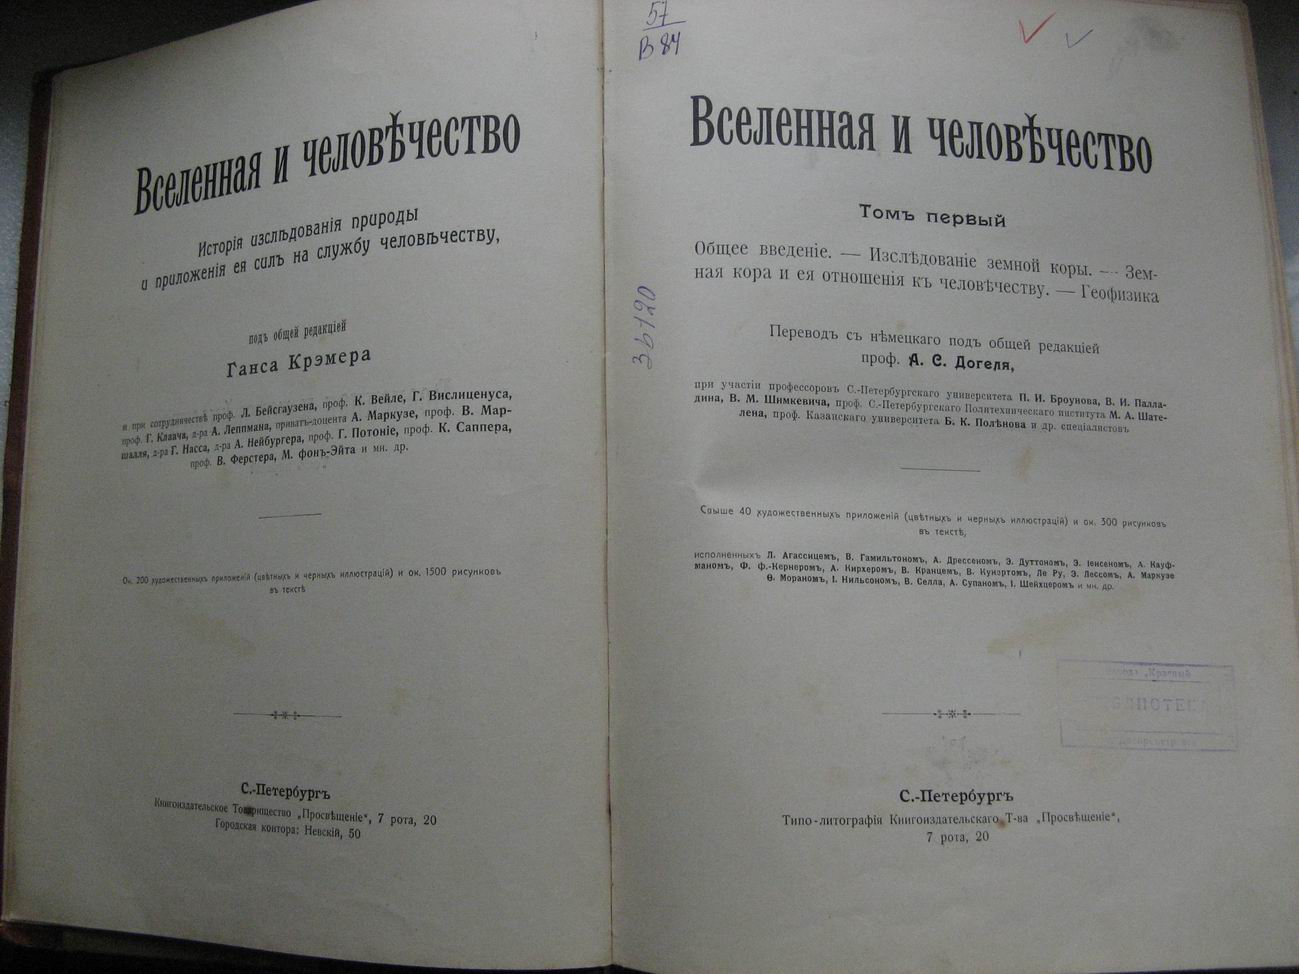 Вселенная и человѣчество
Исторія изслѣдованія природы
и приложенія ея силъ на службу человѣчеству,
подъ общей редакціей
Ганса Крэмера
и при сотрудничествѣ проф. Л. Бейсгаузена, проф. К. Вейле, Г. Вислиценуса,
проф. Г. Клаача, д-ра А. Леппмана, приватъ-доцента А. Маркузе, проф. В. Мар-
шалля, д-ра Г. Насса, д-ра А. Нейбургера, проф. Г. Потоніе, проф. К. Саппера,
проф. В. Ферстера, М. фонъ-Эйта и мн. др.
Ок. 200 художественныхъ приложеній (цвѣтныхъ и черныхъ иллюстрацій) и ок. 1500 рисунковъ
въ текстѣ
С.-Петербургъ
Книгоиздательское Товарищество „Просвѣщеніе“, 7 рота, 20
Городская контора: Невскій, 50
57
В 84
Вселенная и человѣчество
Томъ первый
Общее введеніе. — Изслѣдованіе земной коры. — Зем-
ная кора и ея отношенія къ человѣчеству. — Геофизика
Переводъ съ нѣмецкаго подъ общей редакціей
проф. А. С. Догеля,
при участіи профессоровъ С.-Петербургскаго университета П. И. Броунова, В. И. Палла-
дина, В. М. Шимкевича, проф. С.-Петербургскаго Политехническаго института М. А. Шате-
лена, проф. Казанскаго университета Б. К. Полѣнова и др. спеціалистовъ
Свыше 40 художественныхъ приложеній (цвѣтныхъ и черныхъ иллюстрацій) и ок. 300 рисунковъ
въ текстѣ,
исполненныхъ Л. Агассицемъ, В. Гамильтономъ, А. Дрессеномъ, Э. Дуттономъ, Э. Іенсеномъ, А. Кауф-
маномъ, Ф. ф.-Кернеромъ, А. Кирхеромъ, В. Кранцемъ, В. Кунэртомъ, Ле Ру, Э. Лессомъ, А. Маркузе
Ѳ. Мораномъ, І. Нильсономъ, В. Селла, А. Супаномъ, І. Шейхцеромъ и мн. др.
„Красный
С.-Петербургъ
Типо-литографія Книгоиздательскаго Т-ва „Просвѣщеніе“,
7 рота, 20